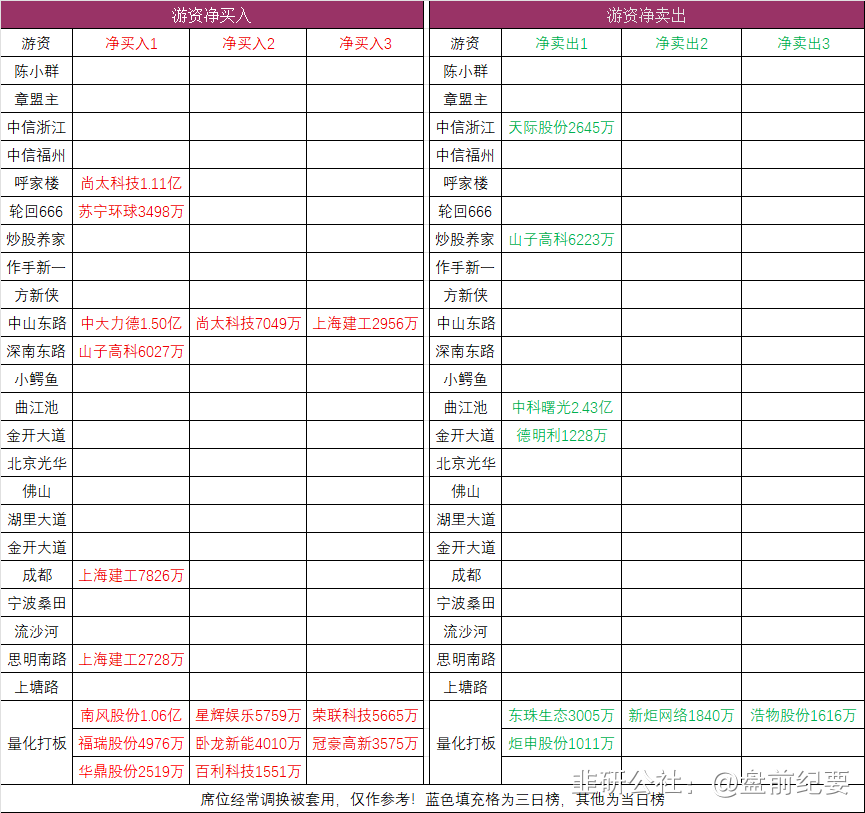 游资净买入 游资净卖出
游资 净买入1 净买入2 净买入3 游资 净卖出1 净卖出2 净卖出3
陈小群 陈小群
章盟主 章盟主
中信浙江 中信浙江 天际股份2645万
中信福州 中信福州
呼家楼 尚太科技1.11亿 呼家楼
轮回666 苏宁环球3498万 轮回666
炒股养家 炒股养家 山子高科6223万
作手新一 作手新一
方新侠 方新侠
中山东路 中大力德1.50亿 尚太科技7049万 上海建工2956万 中山东路
深南东路 山子高科6027万 深南东路
小鳄鱼 小鳄鱼
曲江池 曲江池 中科曙光2.43亿
金开大道 金开大道 德明利1228万
北京光华 北京光华
佛山 佛山
湖里大道 湖里大道
金开大道 金开大道
成都 上海建工7826万 成都
宁波桑田 宁波桑田
流沙河 流沙河
思明南路 上海建工2728万 思明南路
上塘路 上塘路
南风股份1.06亿 星辉娱乐5759万 荣联科技5665万 东珠生态3005万 新炬网络1840万 浩物股份1616万
量化打板 福瑞股份4976万 卧龙新能4010万 冠豪高新3575万 量化打板 炬申股份1011万
华鼎股份2519万 百利科技1551万
韭研公社：@盘前纪要
席位经常调换被套用，仅作参考！蓝色填充格为三日榜，其他为当日榜